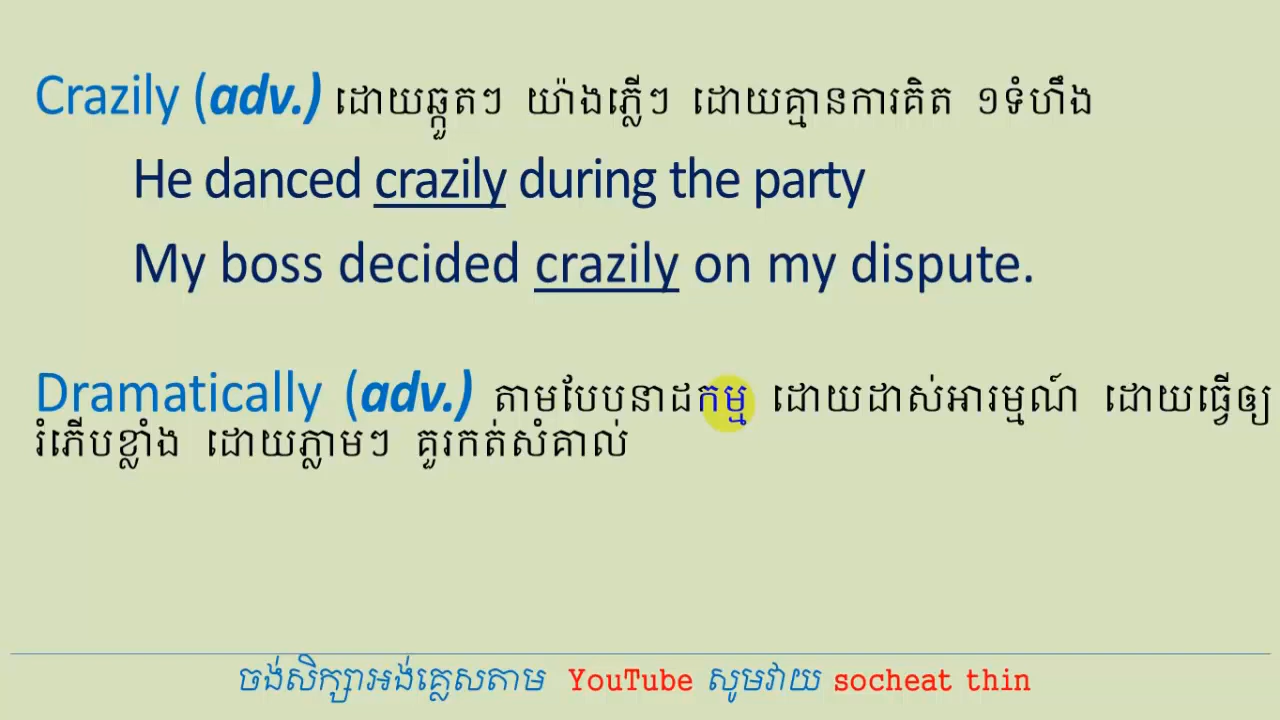 Crazily (adv.) ដោយឆ្កួតៗ យ៉ាងភ្លើៗ ដោយគ្មានការគិត ១ទំហឹង
He danced crazily during the party
My boss decided crazily on my dispute.
Dramatically (adv.) តាមបែបនាដកម្ម ដោយដាស់អារម្មណ៍ ដោយធ្វើឲ្យ
រំភើបខ្លាំង ដោយភ្លាមៗ គួរកត់សំគាល់
ចង់សិក្សាអង់គ្លេសតាម YouTube សូមវាយ socheat thin